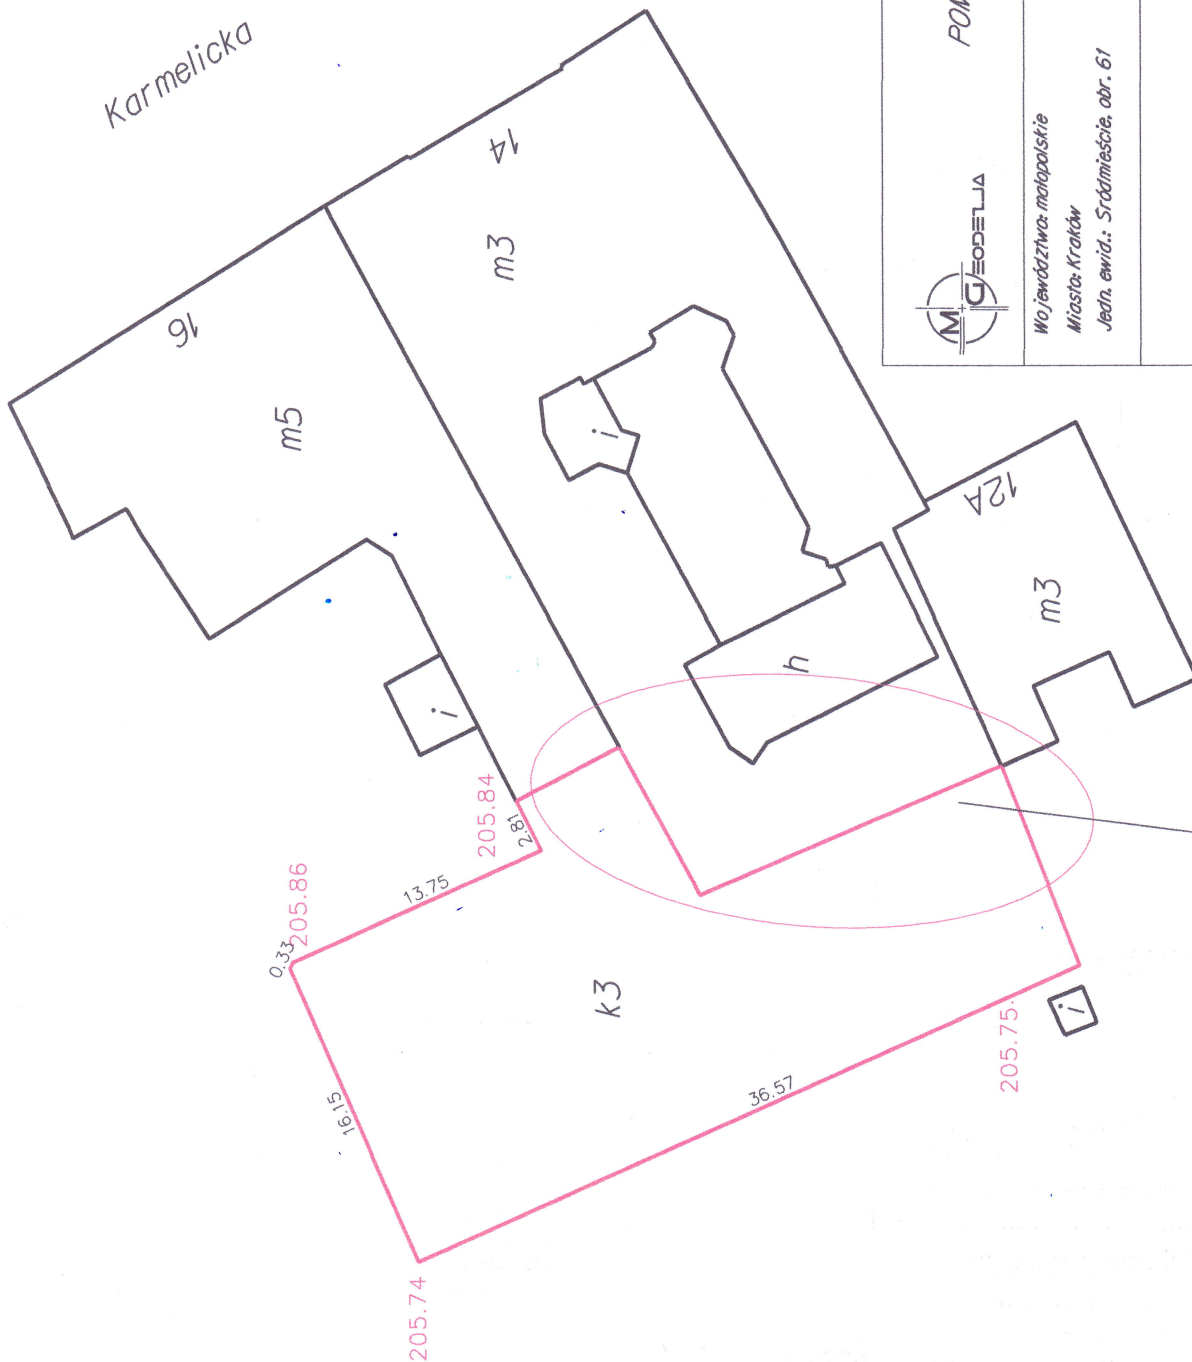 Karmelicka
16
14
m5
m3
i
i
h
12A
m3
205.84
2.81
205.86
0.33
13.75
k3
16.15
36.57
205.74
205.75
i
MGEODEZJA
Województwo: małopolskie
Miasto: Kraków
Jedn. ewid.: Śródmieście, obr. 61